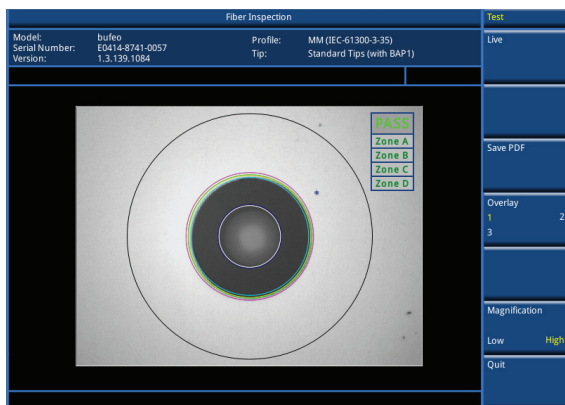 Fiber Inspection
Test
Model: bufeo
Serial Number: E0414-8741-0057
Version: 1.3.139.1084
Profile: MM (IEC-61300-3-35)
Tip: Standard Tips (with BAP1)
Live
PASS
Zone A
Zone B
Zone C
Zone D
Save PDF
Overlay
1 2
3
Magnification
Low High
Quit